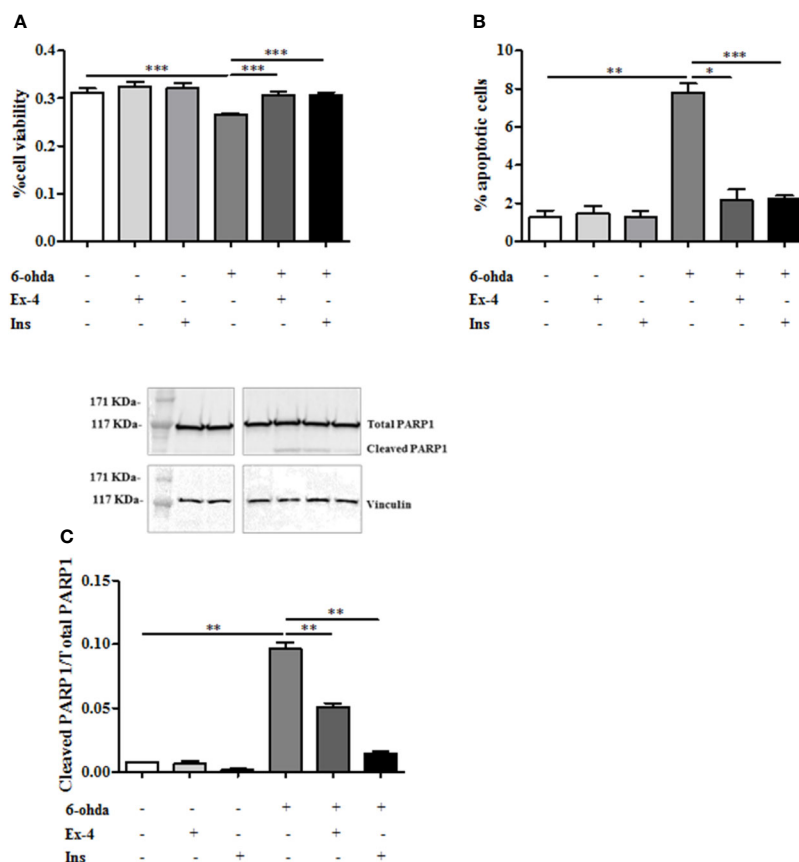 A
0.4
0.3
0.2
0.1
0.0
%cell viability
***
***
***
6-ohda - - - + + +
Ex-4 - + - - + -
Ins - - + - - +
B
10
8
6
4
2
0
% apoptotic cells
**
*
***
6-ohda - - - + + +
Ex-4 - + - - + -
Ins - - + - - +
171 KDa-
117 KDa-
Total PARP1
Cleaved PARP1
171 KDa-
117 KDa-
Vinculin
C
0.15
0.10
0.05
0.00
Cleaved PARP1/Total PARP1
**
**
**
6-ohda - - - + + +
Ex-4 - + - - + -
Ins - - + - - +